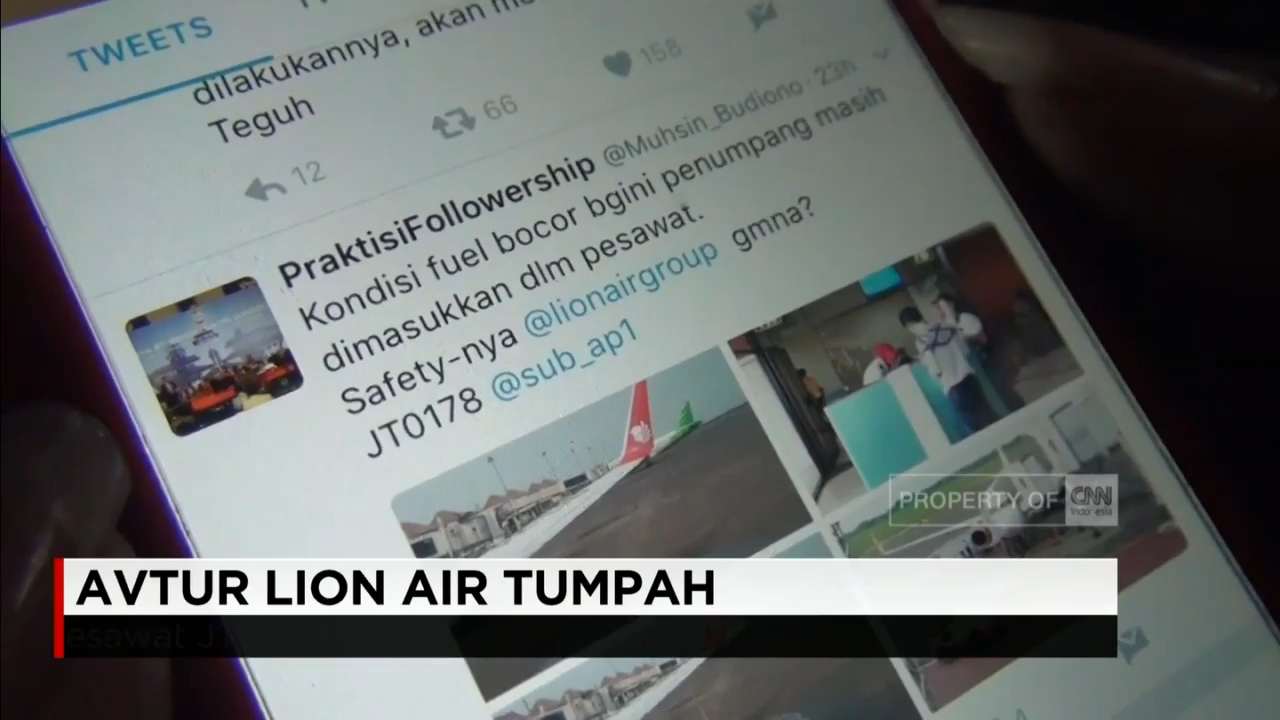 TWEETS
dilakukannya, akan
Teguh
12 66 158
PraktisiFollowership @Muhsin_Budiono · 23h
Kondisi fuel bocor bgini penumpang masih
dimasukkan dlm pesawat.
Safety-nya @lionairgroup gmna?
JT0178 @sub_ap1
PROPERTY OF CNN Indonesia
AVTUR LION AIR TUMPAH